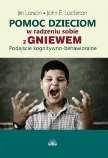 Jim Larson • John E. Lochman
POMOC DZIECIOM
w radzeniu sobie
z GNIEWEM
Podejście kognitywno-behawioralne